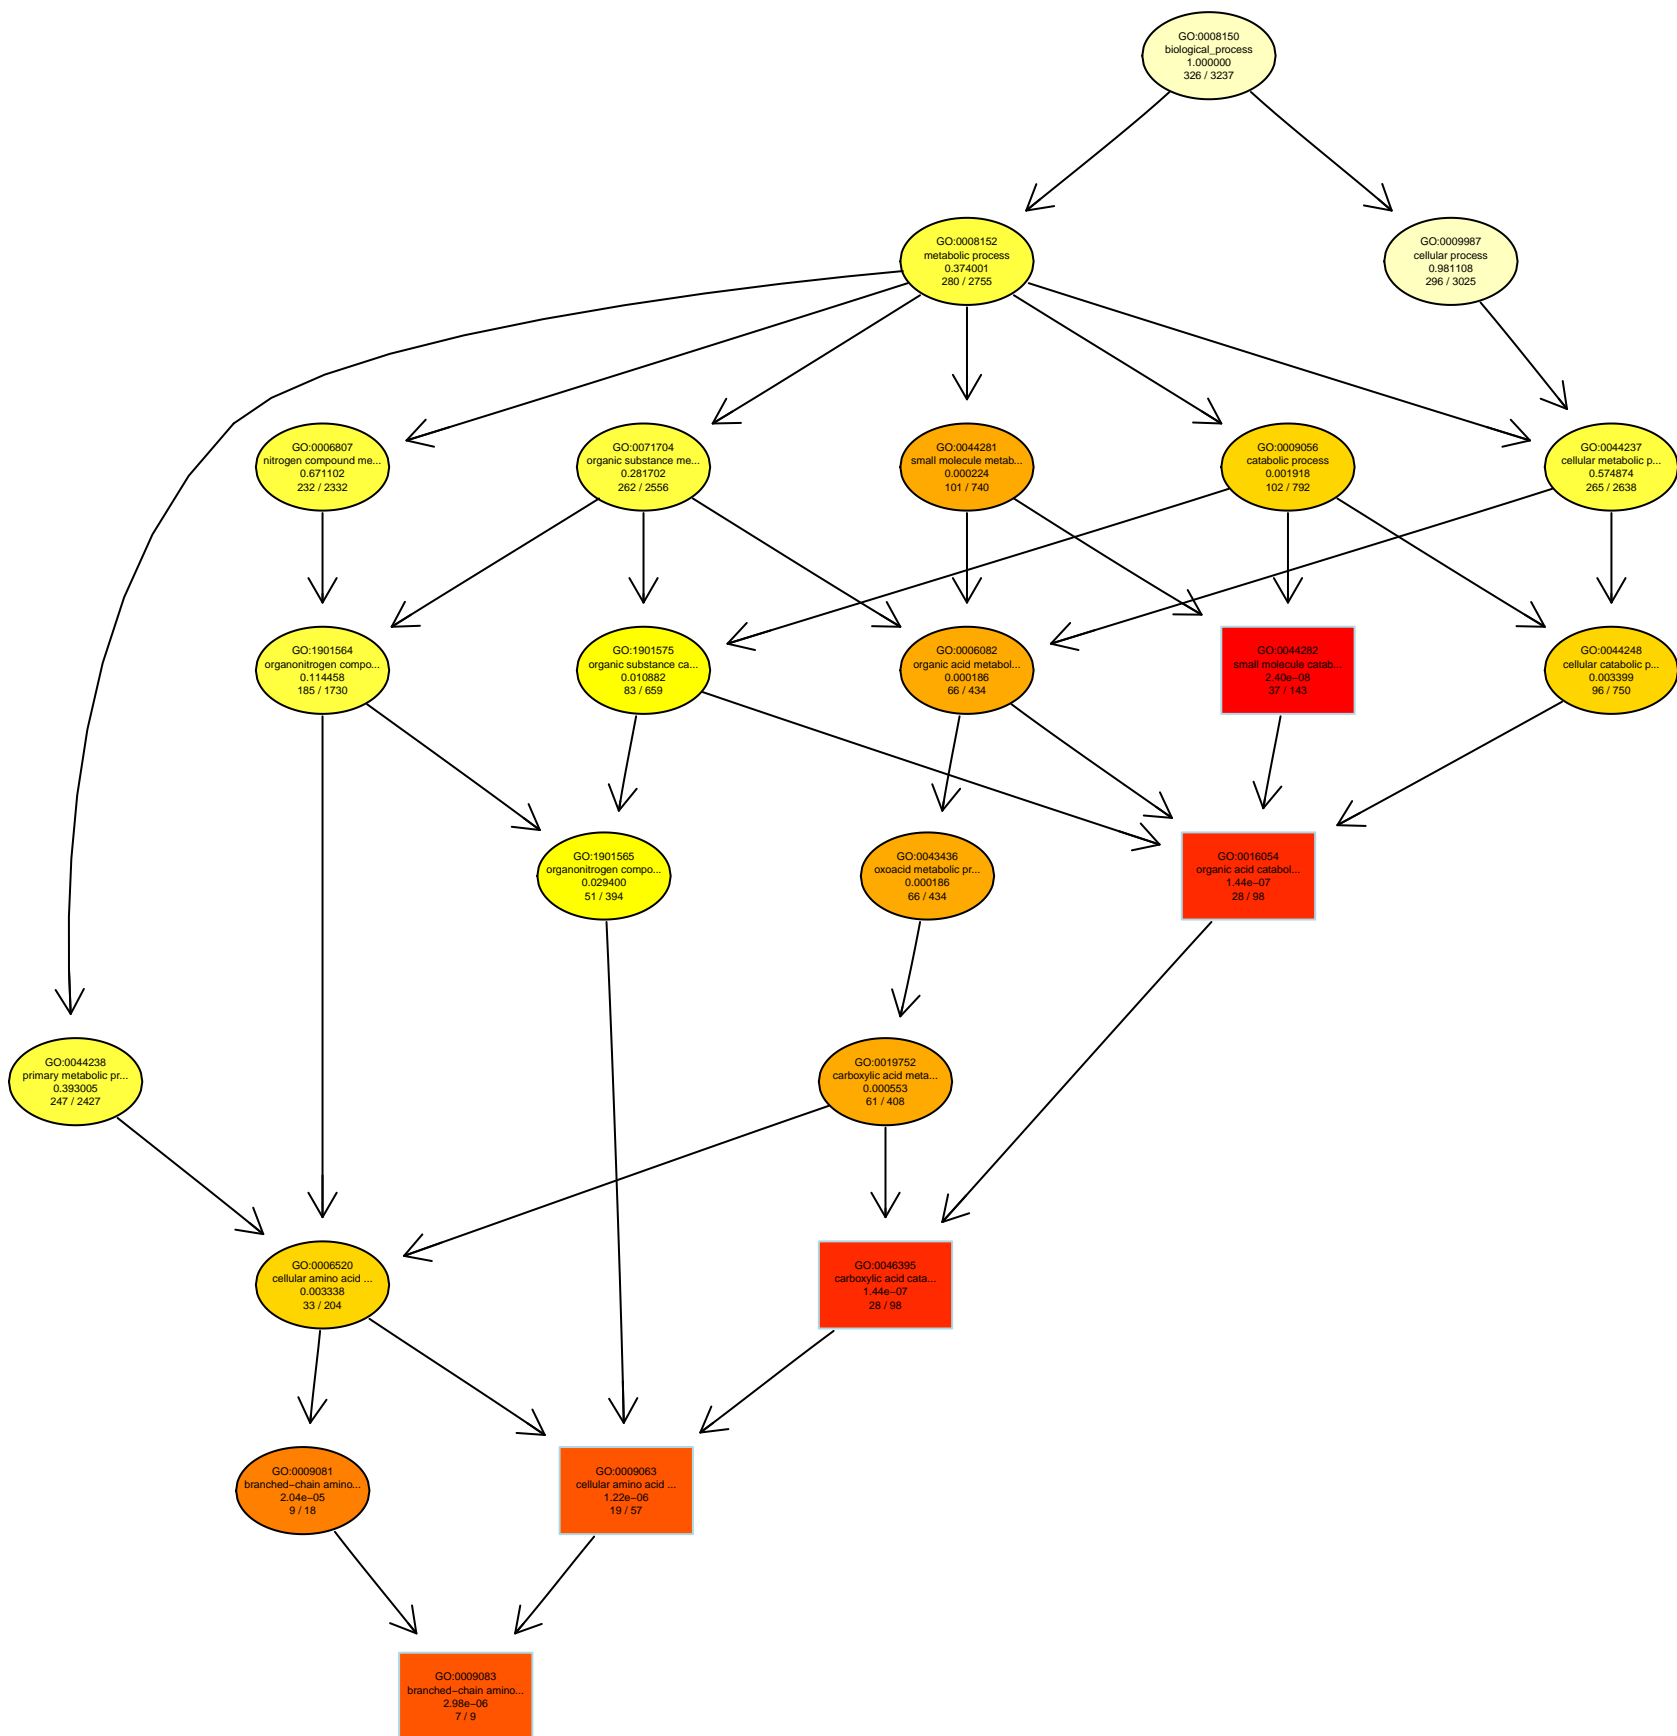 GO:0008150
biological_process
1.000000
326 / 3237
GO:0008152
metabolic process
0.374001
280 / 2755
GO:0009987
cellular process
0.981108
296 / 3025
GO:0006807
nitrogen compound me...
0.671102
232 / 2332
GO:0071704
organic substance me...
0.281702
262 / 2556
GO:0044281
small molecule metab...
0.000224
101 / 740
GO:0009056
catabolic process
0.001918
102 / 792
GO:0044237
cellular metabolic p...
0.574874
265 / 2638
GO:1901564
organonitrogen compo...
0.114458
185 / 1730
GO:1901575
organic substance ca...
0.010882
83 / 659
GO:0006082
organic acid metabol...
0.000186
66 / 434
GO:0044282
small molecule catab...
2.40e−08
37 / 143
GO:0044248
cellular catabolic p...
0.003399
96 / 750
GO:1901565
organonitrogen compo...
0.029400
51 / 394
GO:0043436
oxoacid metabolic pr...
0.000186
66 / 434
GO:0016054
organic acid catabol...
1.44e−07
28 / 98
GO:0044238
primary metabolic pr...
0.393005
247 / 2427
GO:0019752
carboxylic acid meta...
0.000553
61 / 408
GO:0006520
cellular amino acid ...
0.003338
33 / 204
GO:0046395
carboxylic acid cata...
1.44e−07
28 / 98
GO:0009081
branched−chain amino...
2.04e−05
9 / 18
GO:0009063
cellular amino acid ...
1.22e−06
19 / 57
GO:0009083
branched−chain amino...
2.98e−06
7 / 9